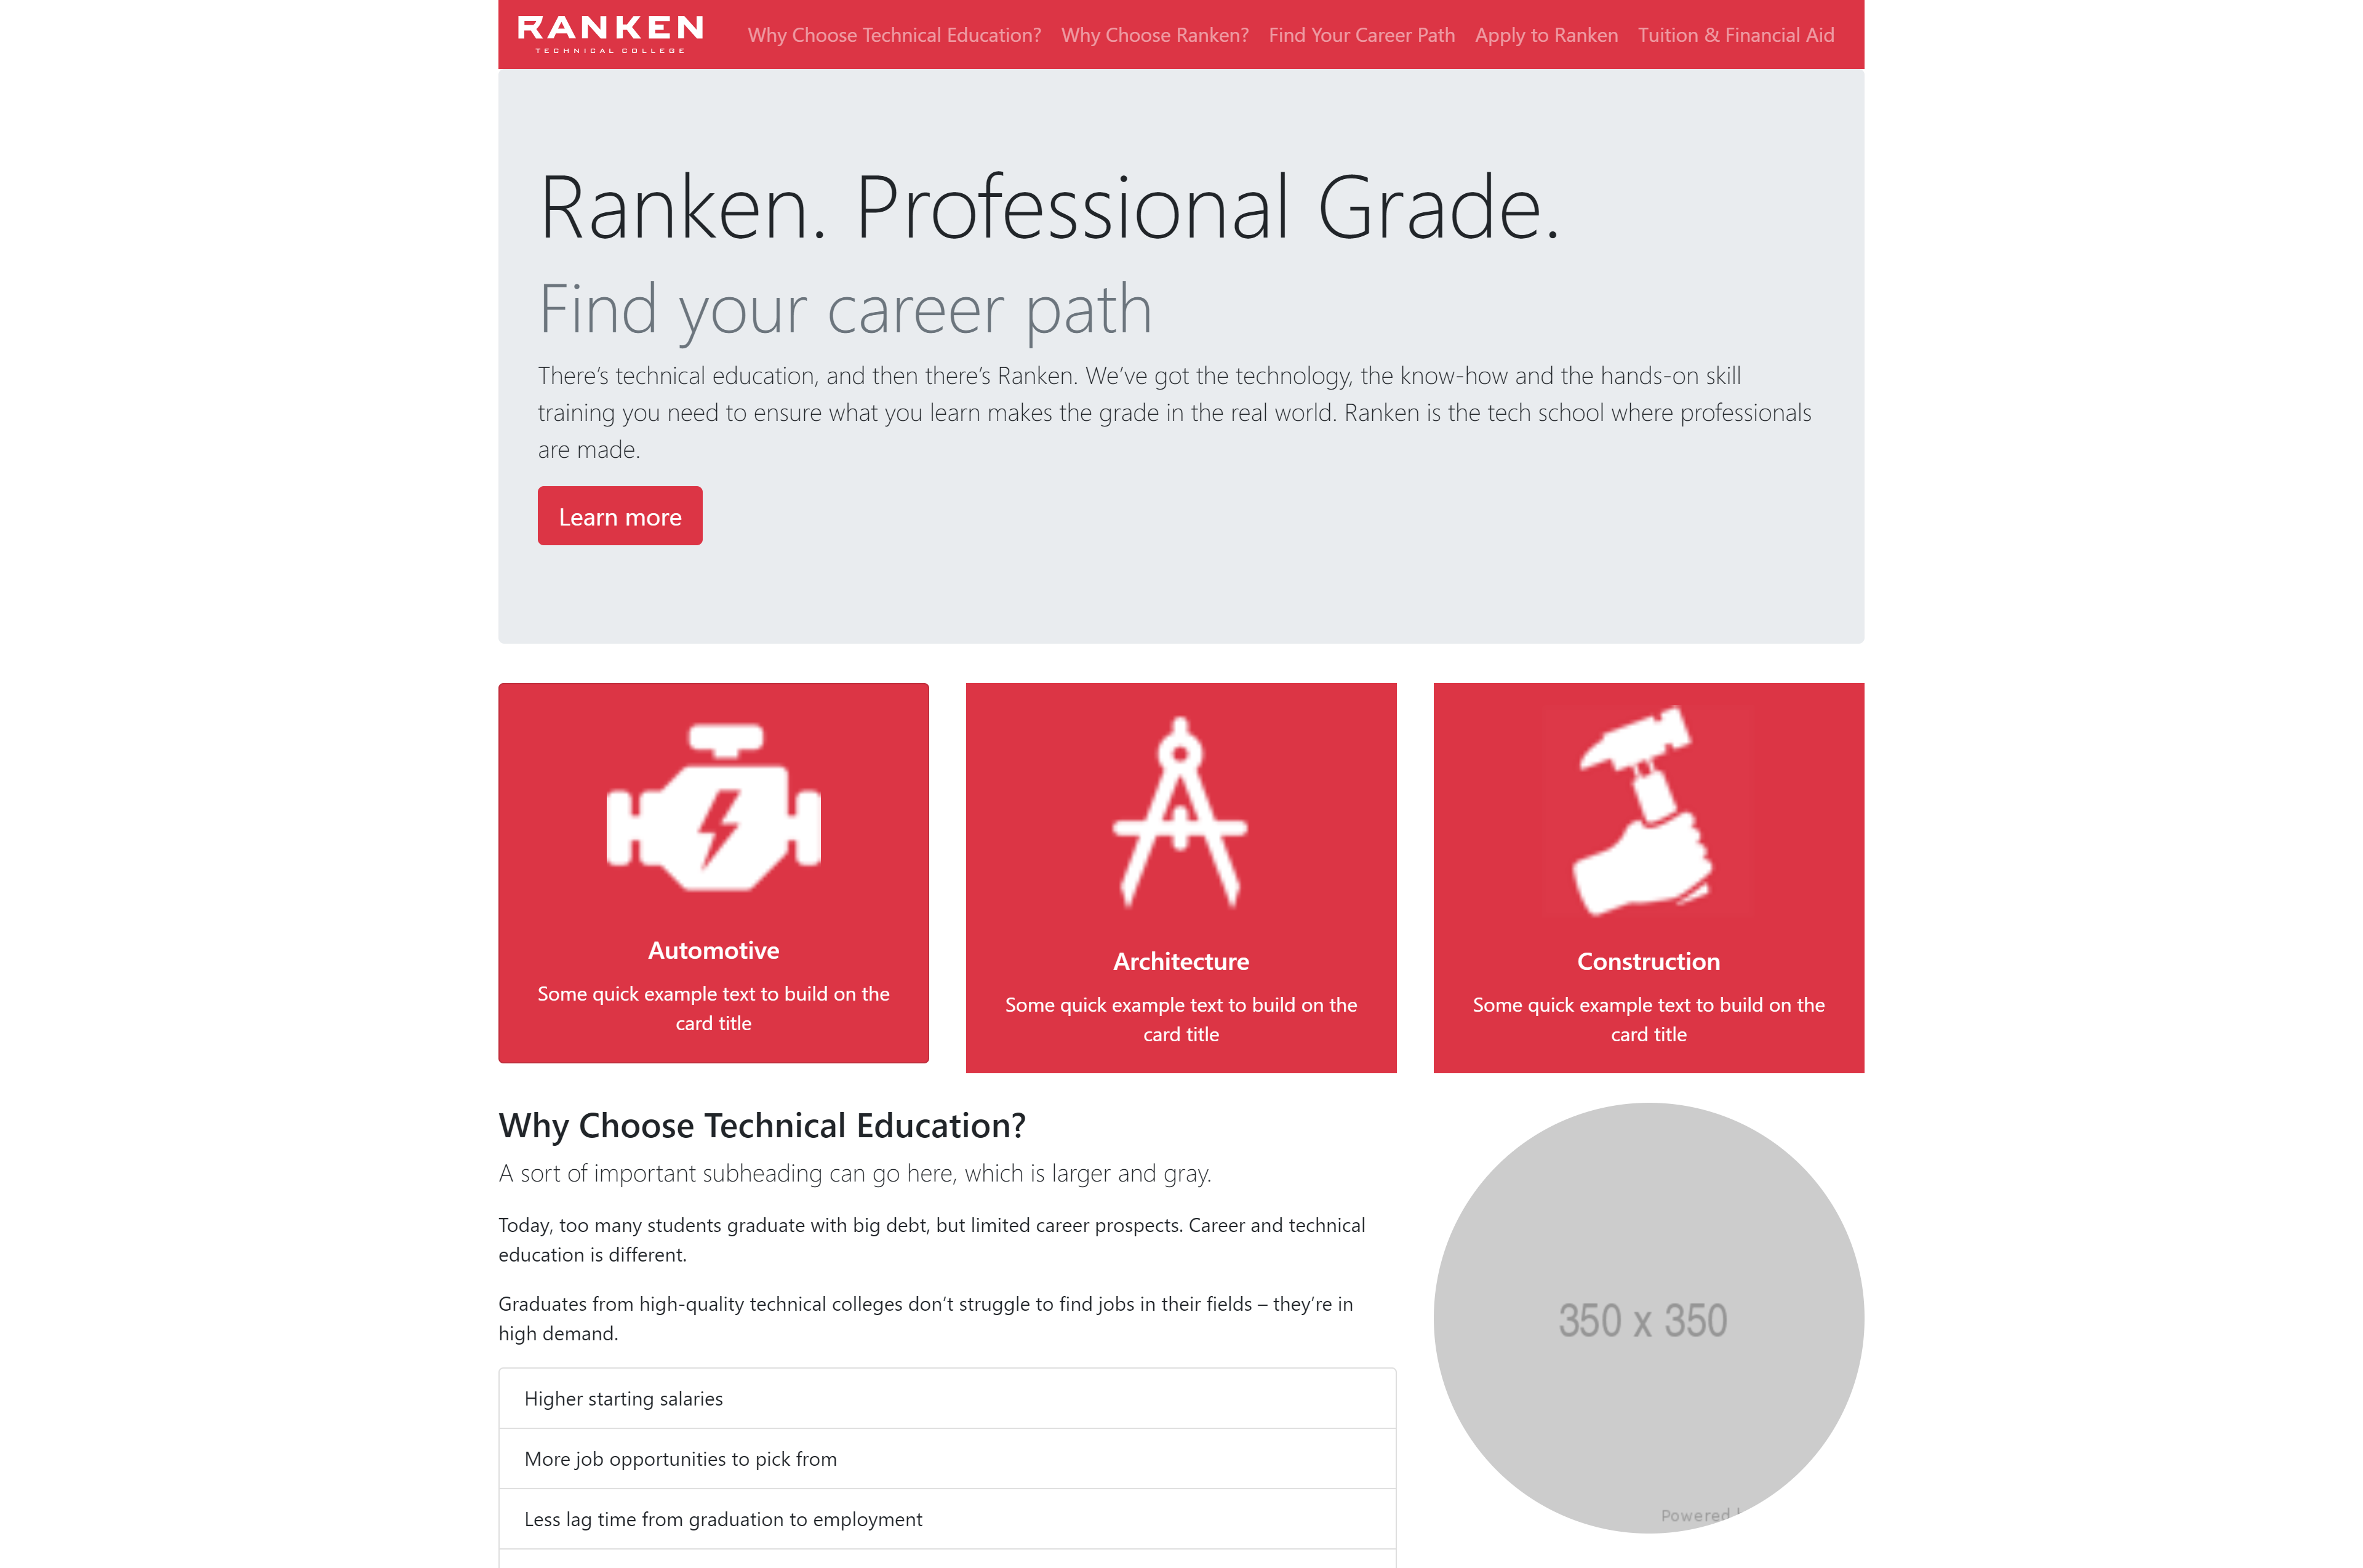 RANKEN
TECHNICAL COLLEGE
Why Choose Technical Education? Why Choose Ranken? Find Your Career Path Apply to Ranken Tuition & Financial Aid
Ranken. Professional Grade.
Find your career path
There’s technical education, and then there’s Ranken. We’ve got the technology, the know-how and the hands-on skill
training you need to ensure what you learn makes the grade in the real world. Ranken is the tech school where professionals
are made.
Learn more
Automotive
Some quick example text to build on the
card title
Architecture
Some quick example text to build on the
card title
Construction
Some quick example text to build on the
card title
Why Choose Technical Education?
A sort of important subheading can go here, which is larger and gray.
Today, too many students graduate with big debt, but limited career prospects. Career and technical
education is different.
Graduates from high-quality technical colleges don’t struggle to find jobs in their fields – they’re in
high demand.
Higher starting salaries
More job opportunities to pick from
Less lag time from graduation to employment
350 x 350
Powered